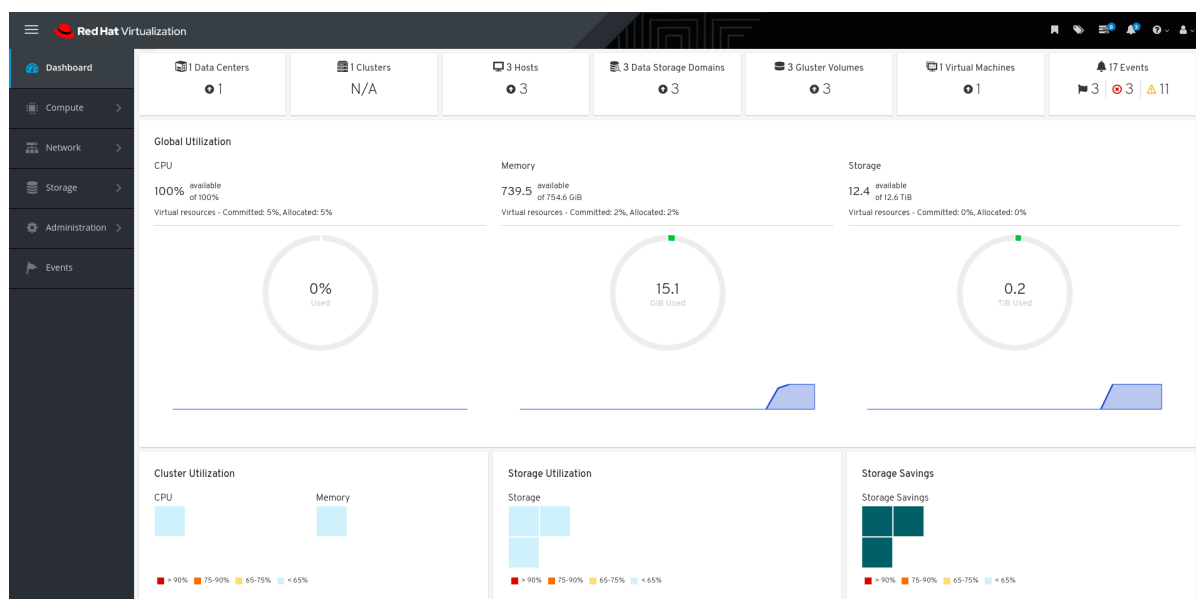 Red Hat Virtualization
0
3
Dashboard
Compute
Network
Storage
Administration
Events
1 Data Centers
1
1 Clusters
N/A
3 Hosts
3
3 Data Storage Domains
3
3 Gluster Volumes
3
1 Virtual Machines
1
17 Events
3 3 11
Global Utilization
CPU
100% available of 100%
Virtual resources - Committed: 5%, Allocated: 5%
0%
Used
Memory
739.5 available of 754.6 GiB
Virtual resources - Committed: 2%, Allocated: 2%
15.1
GiB Used
Storage
12.4 available of 12.6 TiB
Virtual resources - Committed: 0%, Allocated: 0%
0.2
TiB Used
Cluster Utilization
CPU
Memory
> 90% 75-90% 65-75% < 65%
Storage Utilization
Storage
> 90% 75-90% 65-75% < 65%
Storage Savings
Storage Savings
> 90% 75-90% 65-75% < 65%